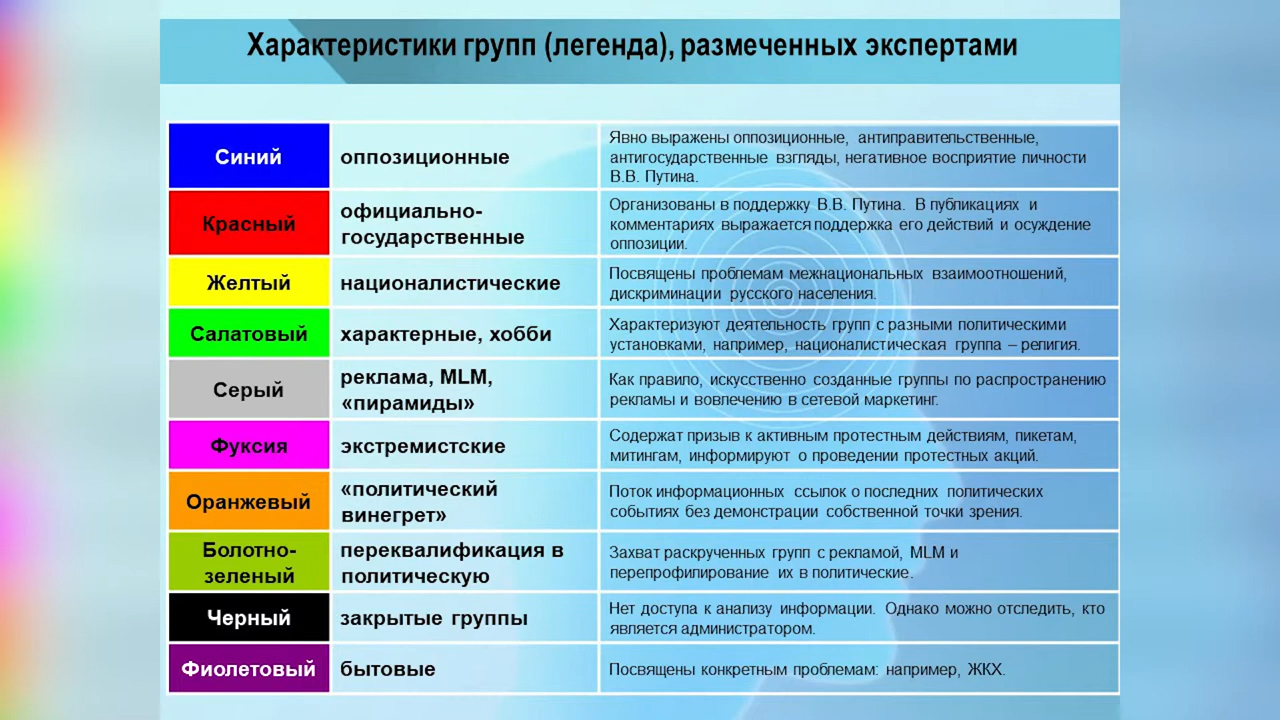 Характеристики групп (легенда), размеченных экспертами
Синий
оппозиционные
Явно выражены оппозиционные, антиправительственные,
антигосударственные взгляды, негативное восприятие личности
В.В. Путина.
Красный
официально-
государственные
Организованы в поддержку В.В. Путина. В публикациях и
комментариях выражается поддержка его действий и осуждение
оппозиции.
Желтый
националистические
Посвящены проблемам межнациональных взаимоотношений,
дискриминации русского населения.
Салатовый
характерные, хобби
Характеризуют деятельность групп с разными политическими
установками, например, националистическая группа – религия.
Серый
реклама, MLM,
«пирамиды»
Как правило, искусственно созданные группы по распространению
рекламы и вовлечению в сетевой маркетинг.
Фуксия
экстремистские
Содержат призыв к активным протестным действиям, пикетам,
митингам, информируют о проведении протестных акций.
Оранжевый
«политический
винегрет»
Поток информационных ссылок о последних политических
событиях без демонстрации собственной точки зрения.
Болотно-
зеленый
переквалификация в
политическую
Захват раскрученных групп с рекламой, MLM и
перепрофилирование их в политические.
Черный
закрытые группы
Нет доступа к анализу информации. Однако можно отследить, кто
является администратором.
Фиолетовый
бытовые
Посвящены конкретным проблемам: например, ЖКХ.